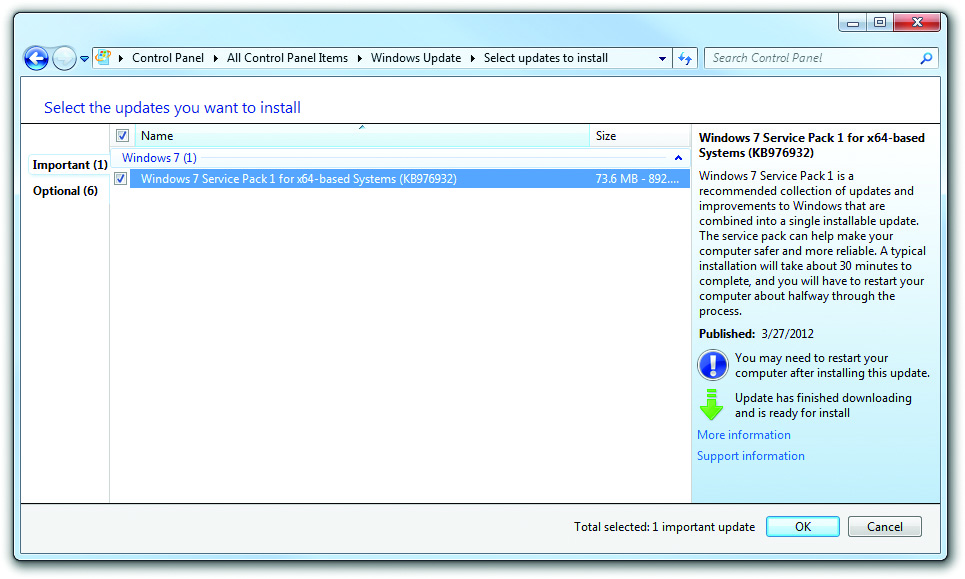 Control Panel
All Control Panel Items
Windows Update
Select updates to install
Search Control Panel
Select the updates you want to install
Important (1)
Optional (6)
Name
Size
Windows 7 (1)
Windows 7 Service Pack 1 for x64-based Systems (KB976932)
73.6 MB - 892....
Windows 7 Service Pack 1 for x64-based
Systems (KB976932)
Windows 7 Service Pack 1 is a
recommended collection of updates and
improvements to Windows that are
combined into a single installable update.
The service pack can help make your
computer safer and more reliable. A typical
installation will take about 30 minutes to
complete, and you will have to restart your
computer about halfway through the
process.
Published: 3/27/2012
You may need to restart your
computer after installing this update.
Update has finished downloading
and is ready for install
More information
Support information
Total selected: 1 important update
OK
Cancel